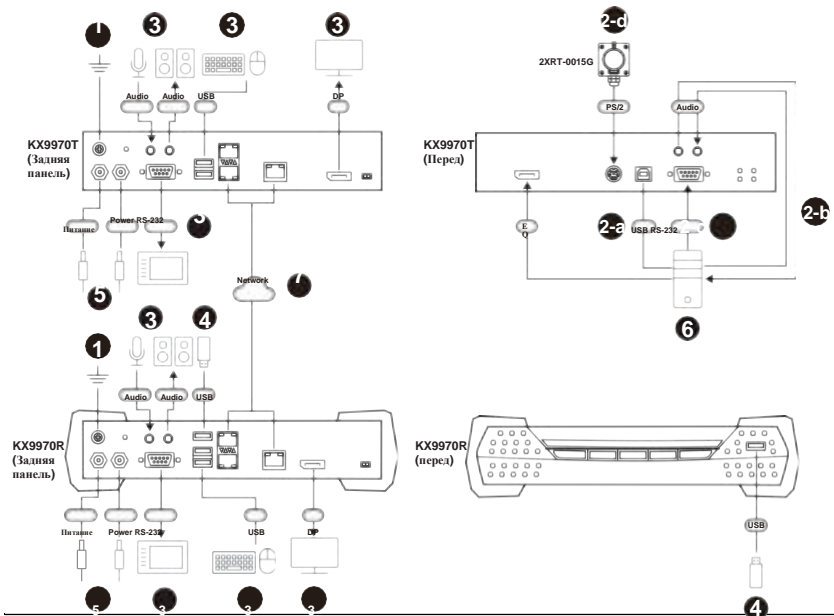 1
3
3
3
2-d
2XRT-0015G
Audio
Audio
USB
DP
PS/2
Audio
KX9970T
(Задняя
панель)
KX9970T
(Перед)
2-b
Питание
Power RS-232
3
E
Q
2-a
USB RS-232
5
Network
7
6
1
3
4
Audio
Audio
USB
KX9970R
(Задняя
панель)
KX9970R
(перед)
Питание
Power RS-232
USB
DP
USB
5
3
3
3
4